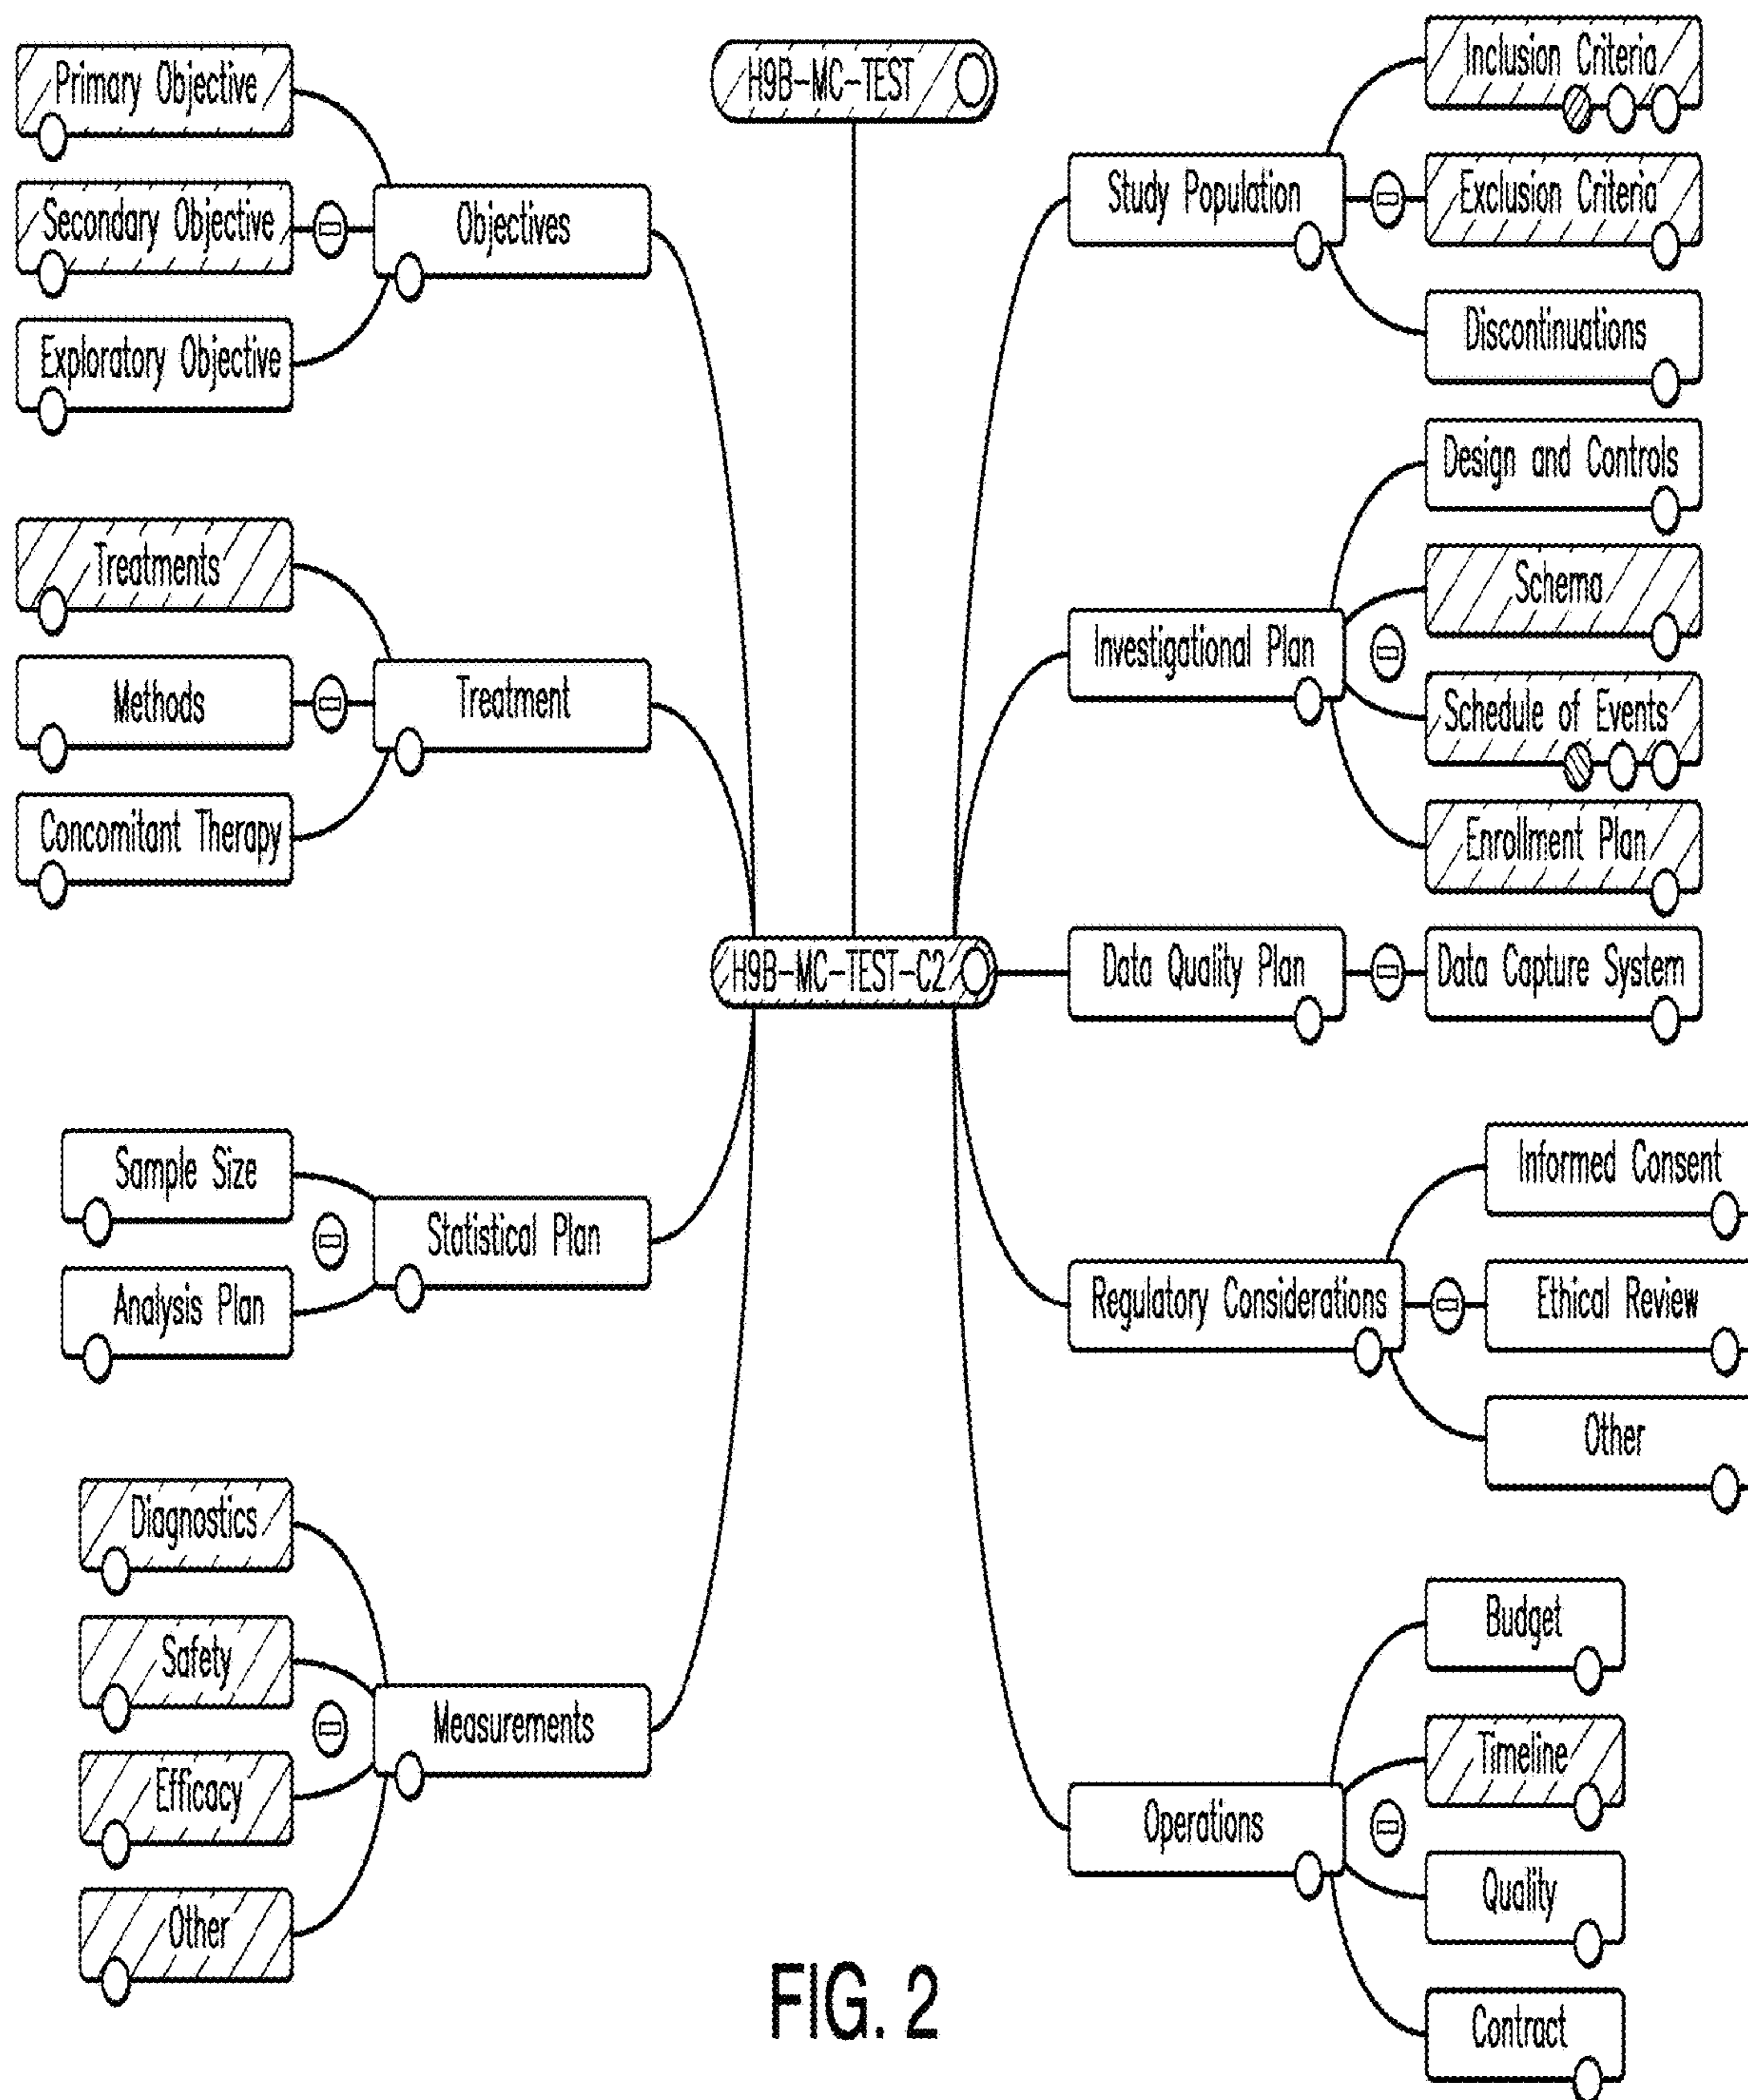 H9B-MC-TEST
Primary Objective
Secondary Objective
Exploratory Objective
Objectives
Treatments
Methods
Concomitant Therapy
Treatment
H9B-MC-TEST-C2
Sample Size
Analysis Plan
Statistical Plan
Diagnostics
Safety
Efficacy
Other
Measurements
Study Population
Inclusion Criteria
Exclusion Criteria
Discontinuations
Investigational Plan
Design and Controls
Schema
Schedule of Events
Enrollment Plan
Data Quality Plan
Data Capture System
Regulatory Considerations
Informed Consent
Ethical Review
Other
Operations
Budget
Timeline
Quality
Contract
FIG. 2